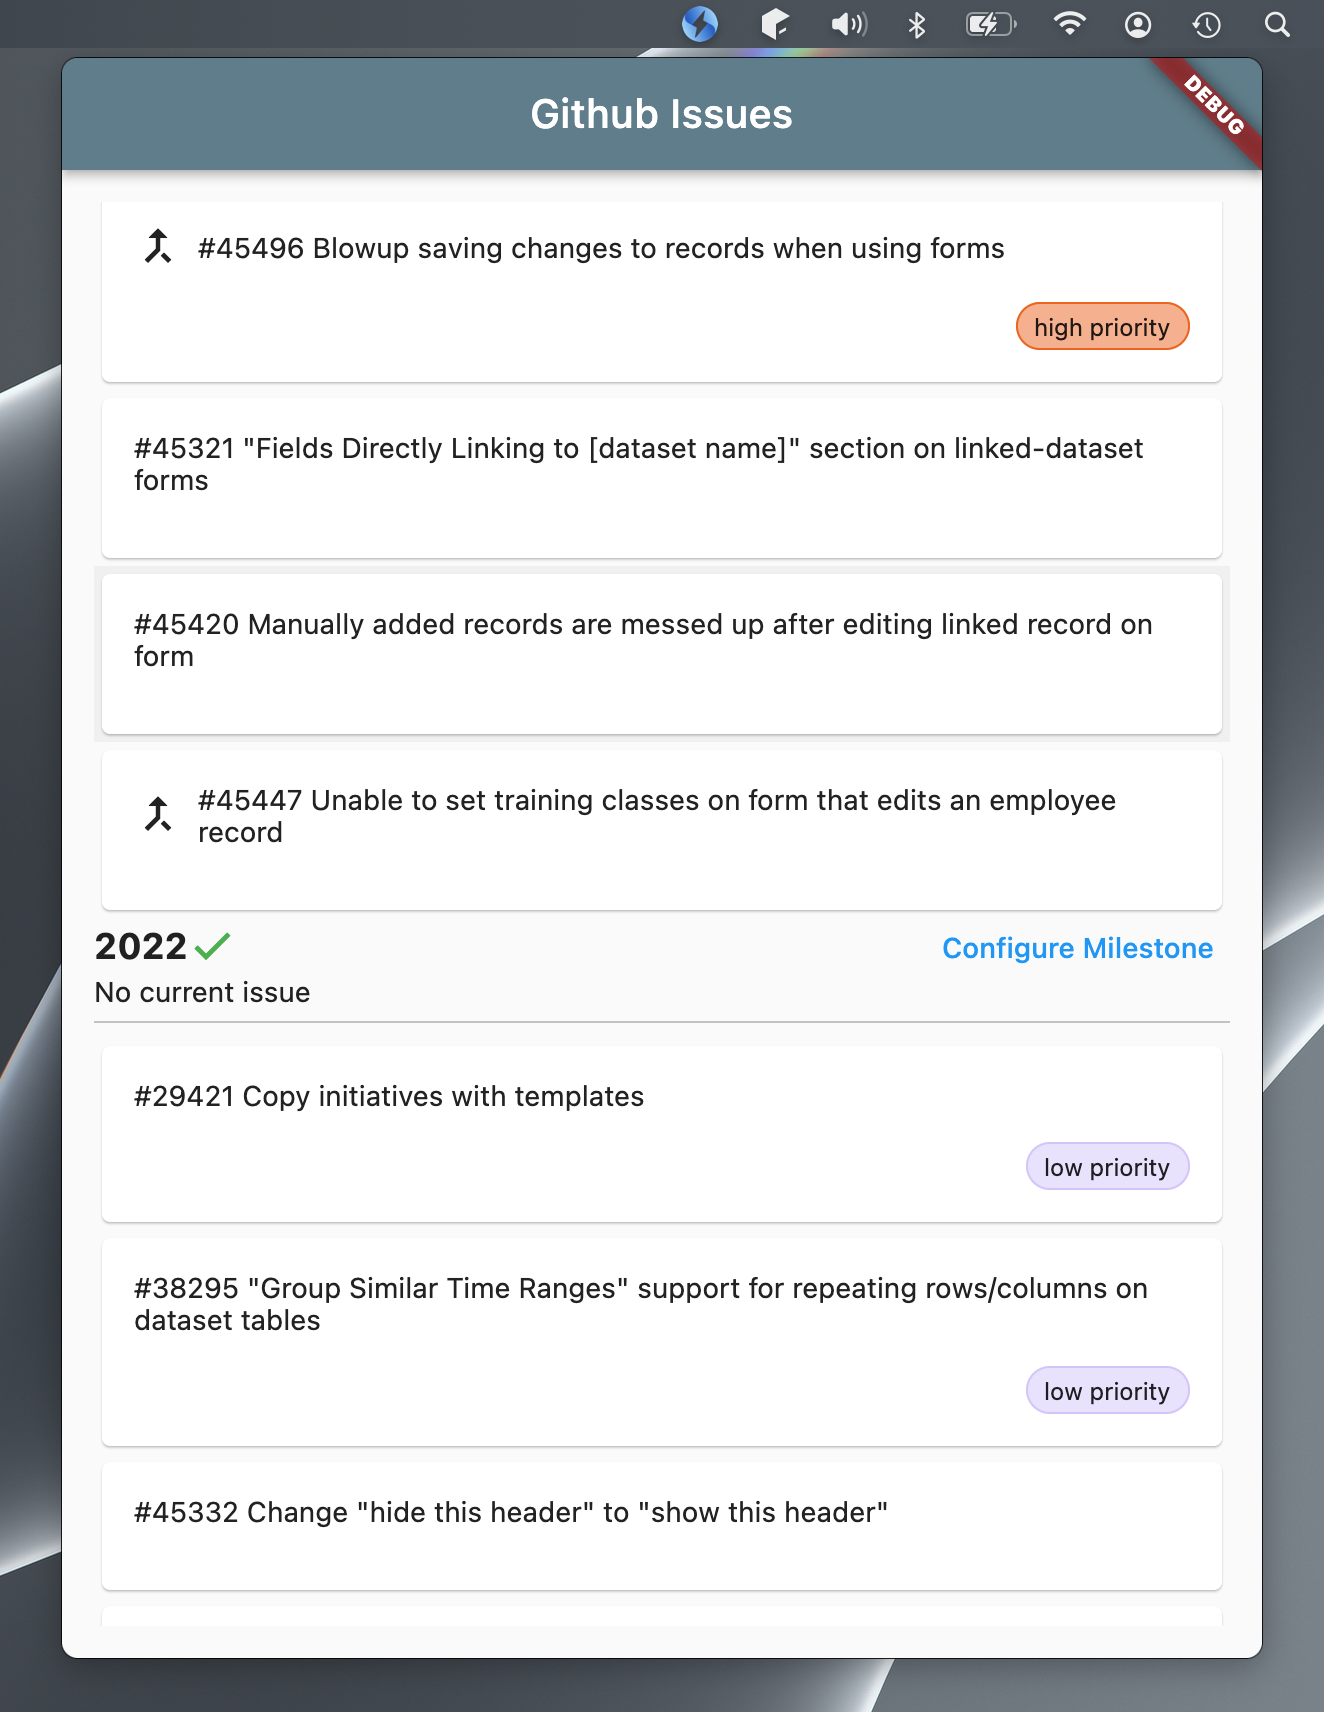 Github Issues
DEBUG
#45496 Blowup saving changes to records when using forms
high priority
#45321 "Fields Directly Linking to [dataset name]" section on linked-dataset
forms
#45420 Manually added records are messed up after editing linked record on
form
#45447 Unable to set training classes on form that edits an employee
record
2022
Configure Milestone
No current issue
#29421 Copy initiatives with templates
low priority
#38295 "Group Similar Time Ranges" support for repeating rows/columns on
dataset tables
low priority
#45332 Change "hide this header" to "show this header"